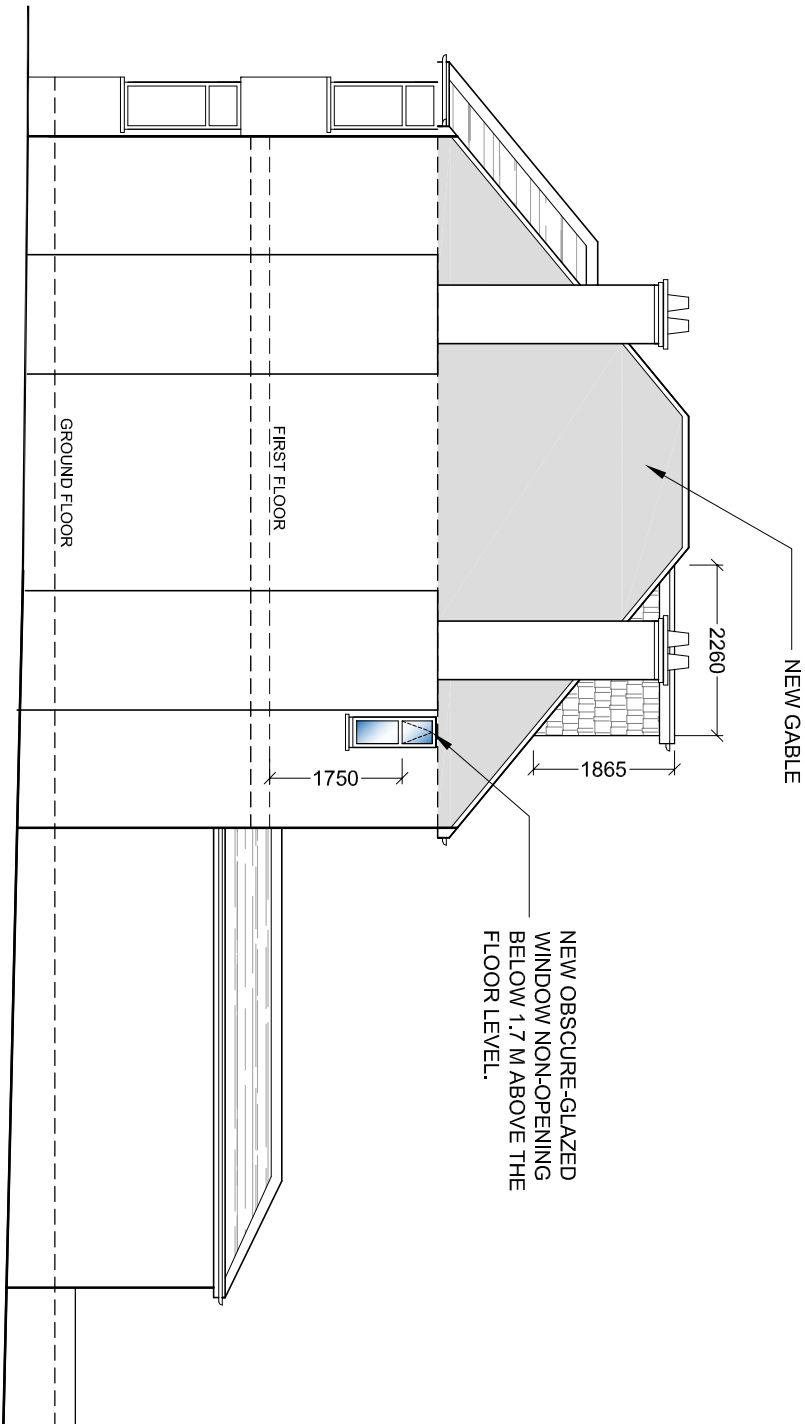 NEW GABLE
2260
1865
NEW OBSCURE-GLAZED
WINDOW NON-OPENING
BELOW 1.7 M ABOVE THE
FLOOR LEVEL.
1750
FIRST FLOOR
GROUND FLOOR